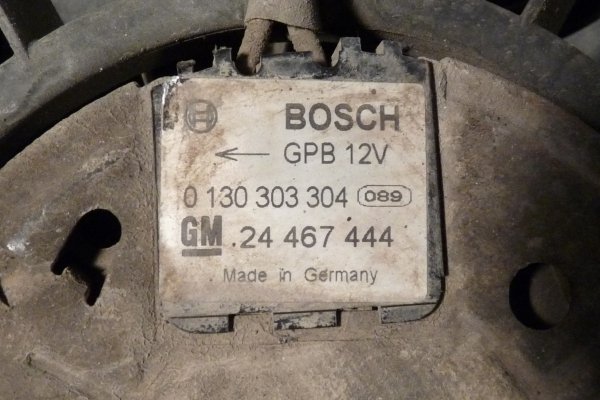 BOSCH
GPB 12V
0 130 303 304 089
GM .24 467 444
Made in Germany